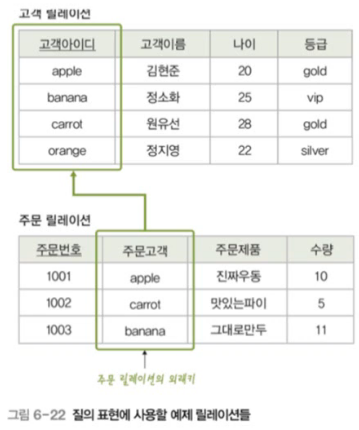 고객 릴레이션
고객아이디 고객이름 나이 등급
apple 김현준 20 gold
banana 정소화 25 vip
carrot 원유선 28 gold
orange 정지영 22 silver
주문 릴레이션
주문번호 주문고객 주문제품 수량
1001 apple 진짜우동 10
1002 carrot 맛있는파이 5
1003 banana 그대로만두 11
주문 릴레이션의 외래키
그림 6-22 질의 표현에 사용할 예제 릴레이션들